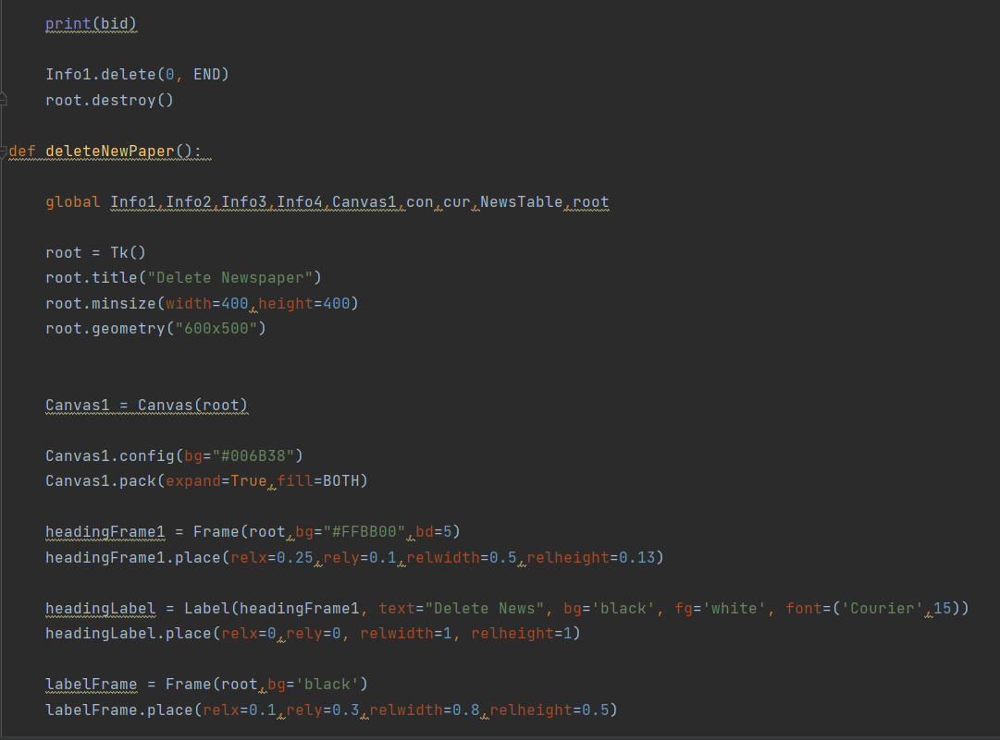 print(bid)
Info1.delete(0, END)
root.destroy()
def deleteNewPaper():
global Info1,Info2,Info3,Info4,Canvas1,con,cur,NewsTable,root
root = Tk()
root.title("Delete Newspaper")
root.minsize(width=400,height=400)
root.geometry("600x500")
Canvas1 = Canvas(root)
Canvas1.config(bg="#006B38")
Canvas1.pack(expand=True,fill=BOTH)
headingFrame1 = Frame(root,bg="#FFBB00",bd=5)
headingFrame1.place(relx=0.25,rely=0.1,relwidth=0.5,relheight=0.13)
headingLabel = Label(headingFrame1, text="Delete News", bg='black', fg='white', font=('Courier',15))
headingLabel.place(relx=0,rely=0, relwidth=1, relheight=1)
labelFrame = Frame(root,bg='black')
labelFrame.place(relx=0.1,rely=0.3,relwidth=0.8,relheight=0.5)